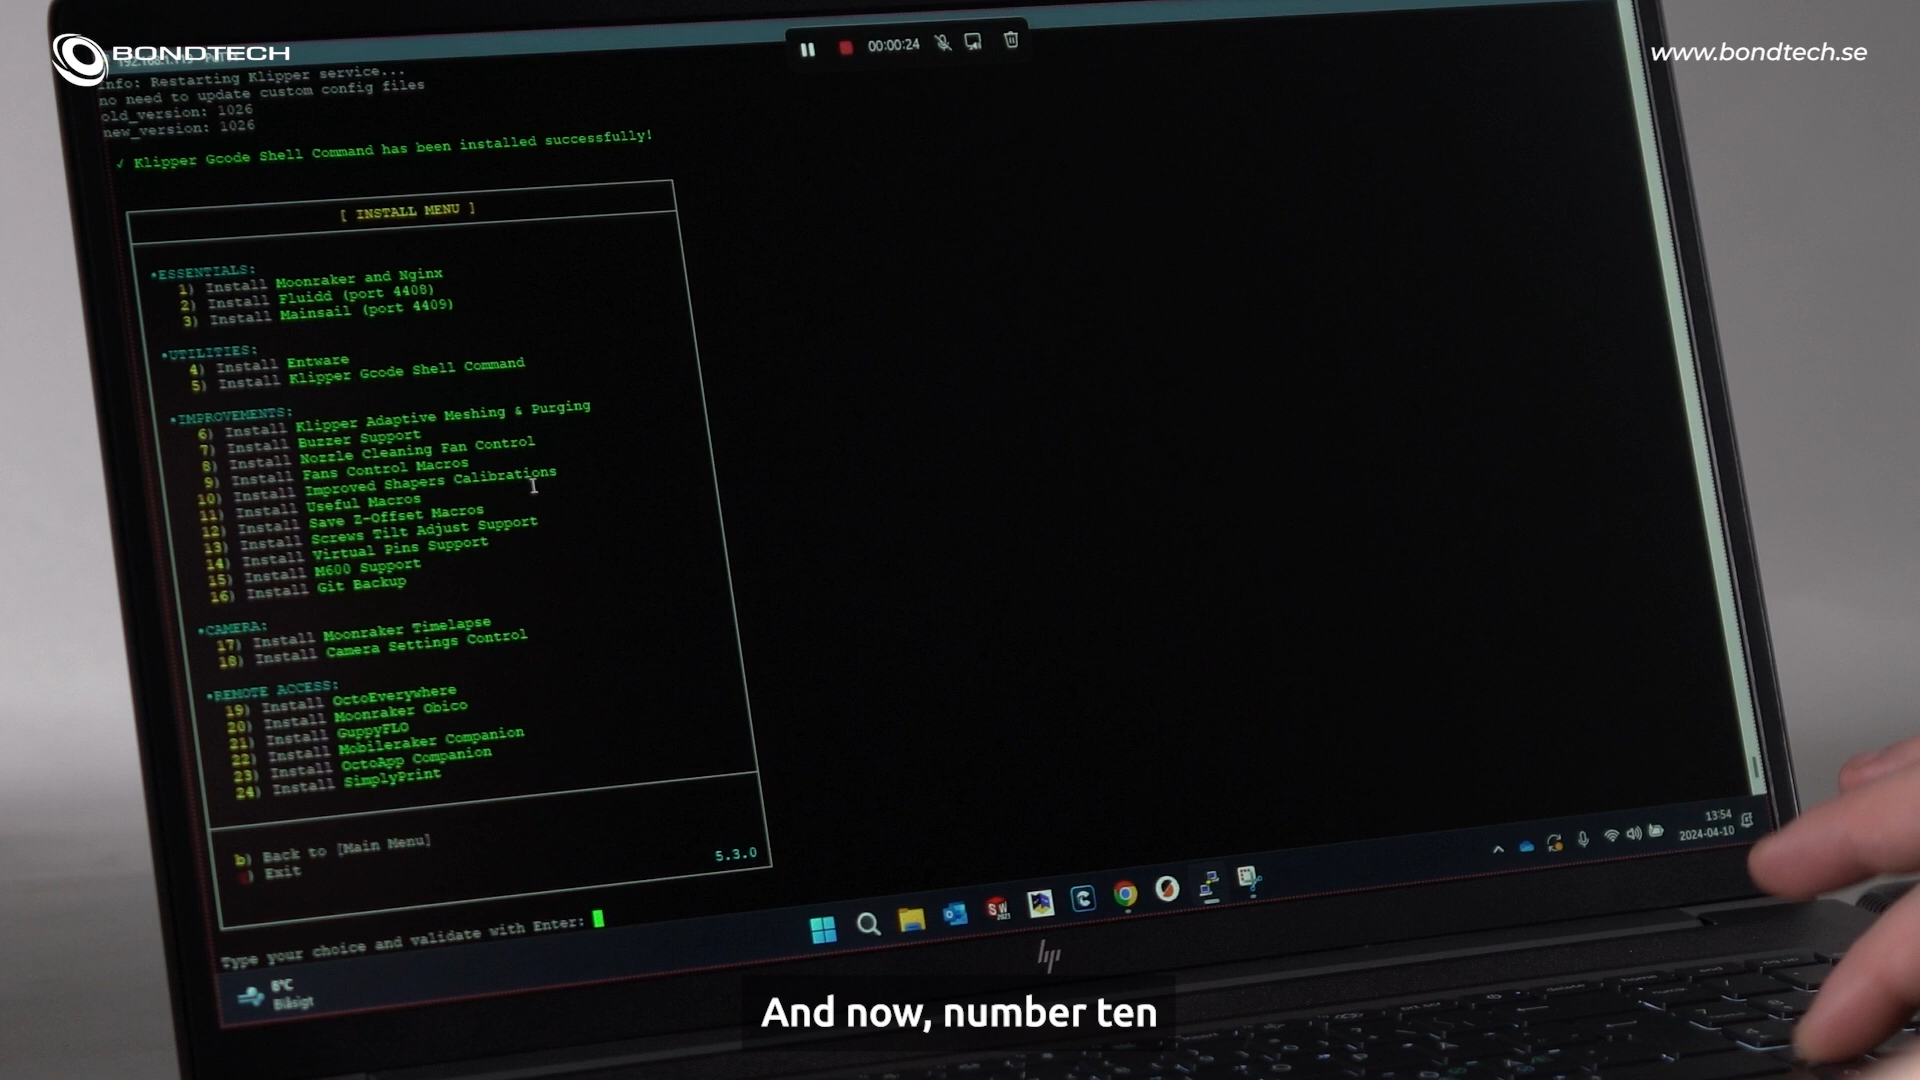 BONDTECH
www.bondtech.se
00:00:24
info: Restarting Klipper service...
no need to update custom config files
old_version: 1026
new_version: 1026
✓ Klipper Gcode Shell Command has been installed successfully!
[ INSTALL MENU ]
•ESSENTIALS:
1) Install Moonraker and Nginx
2) Install Fluidd (port 4408)
3) Install Mainsail (port 4409)
•UTILITIES:
4) Install Entware
5) Install Klipper Gcode Shell Command
•IMPROVEMENTS:
6) Install Klipper Adaptive Meshing & Purging
7) Install Buzzer Support
8) Install Nozzle Cleaning Fan Control
9) Install Fans Control Macros
10) Install Improved Shapers Calibrations
11) Install Useful Macros
12) Install Save Z-Offset Macros
13) Install Screws Tilt Adjust Support
14) Install Virtual Pins Support
15) Install M600 Support
16) Install Git Backup
•CAMERA:
17) Install Moonraker Timelapse
18) Install Camera Settings Control
•REMOTE ACCESS:
19) Install OctoEverywhere
20) Install Moonraker Obico
21) Install GuppyFLO
22) Install Mobileraker Companion
23) Install OctoApp Companion
24) Install SimplyPrint
b) Back to [Main Menu]
) Exit
5.3.0
Type your choice and validate with Enter:
13:54
2024-04-10
8°C
Blåsigt
SW
2021
hp
And now, number ten